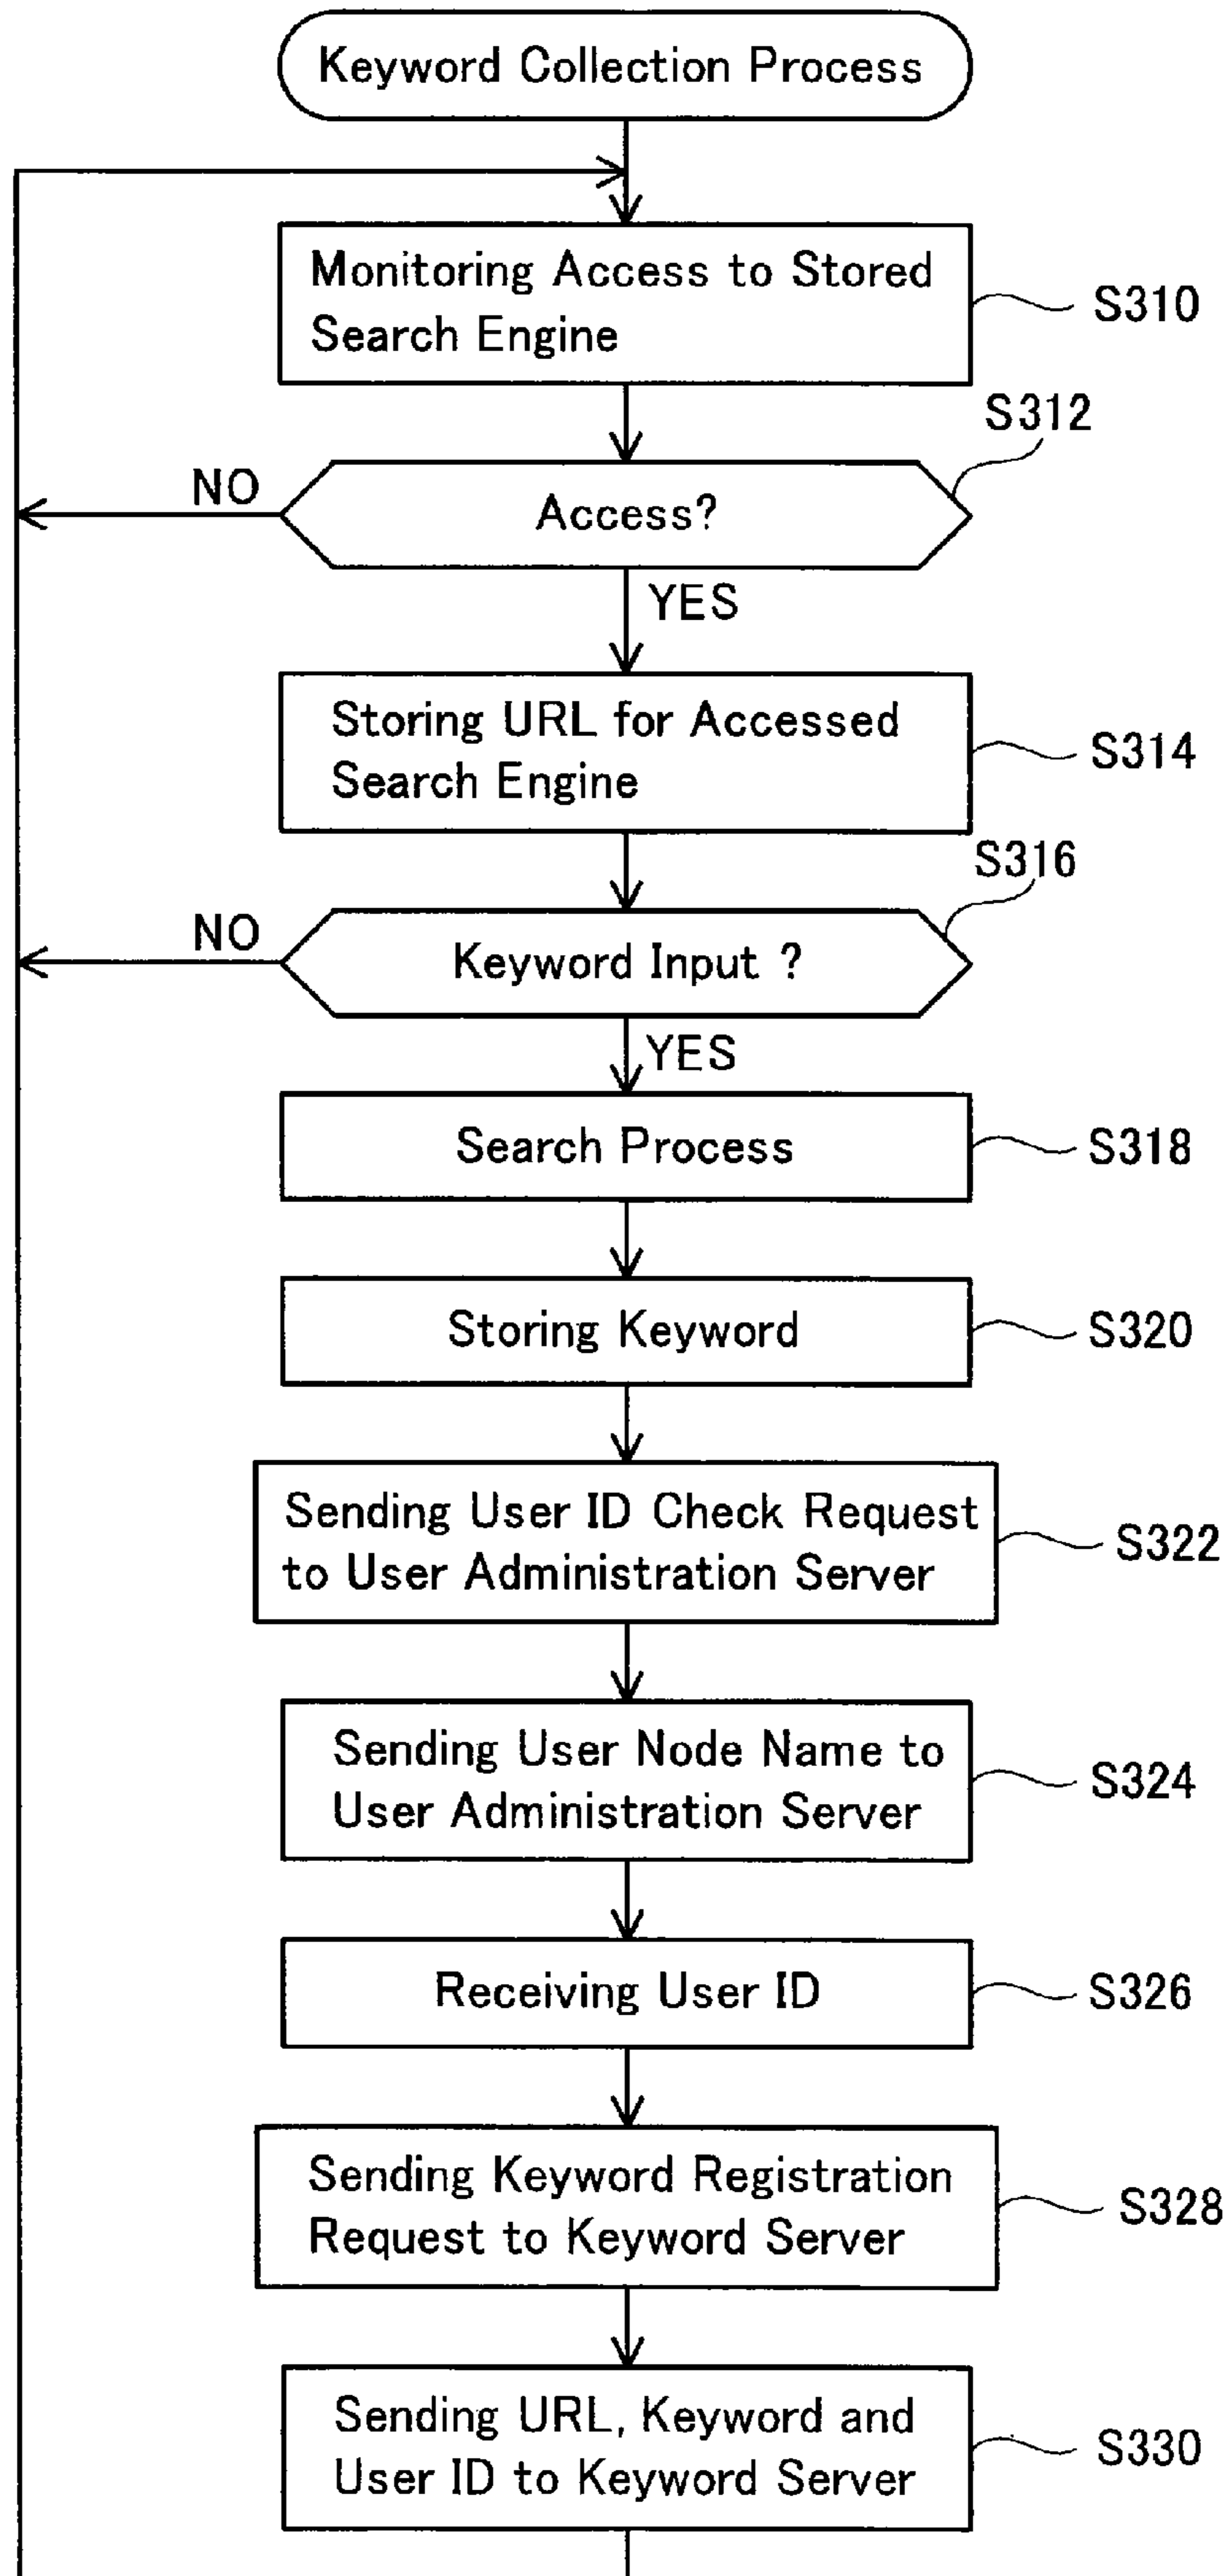 Keyword Collection Process
Monitoring Access to Stored
Search Engine
S310
S312
NO
Access?
YES
Storing URL for Accessed
Search Engine
S314
S316
NO
Keyword Input ?
YES
Search Process
S318
Storing Keyword
S320
Sending User ID Check Request
to User Administration Server
S322
Sending User Node Name to
User Administration Server
S324
Receiving User ID
S326
Sending Keyword Registration
Request to Keyword Server
S328
Sending URL, Keyword and
User ID to Keyword Server
S330